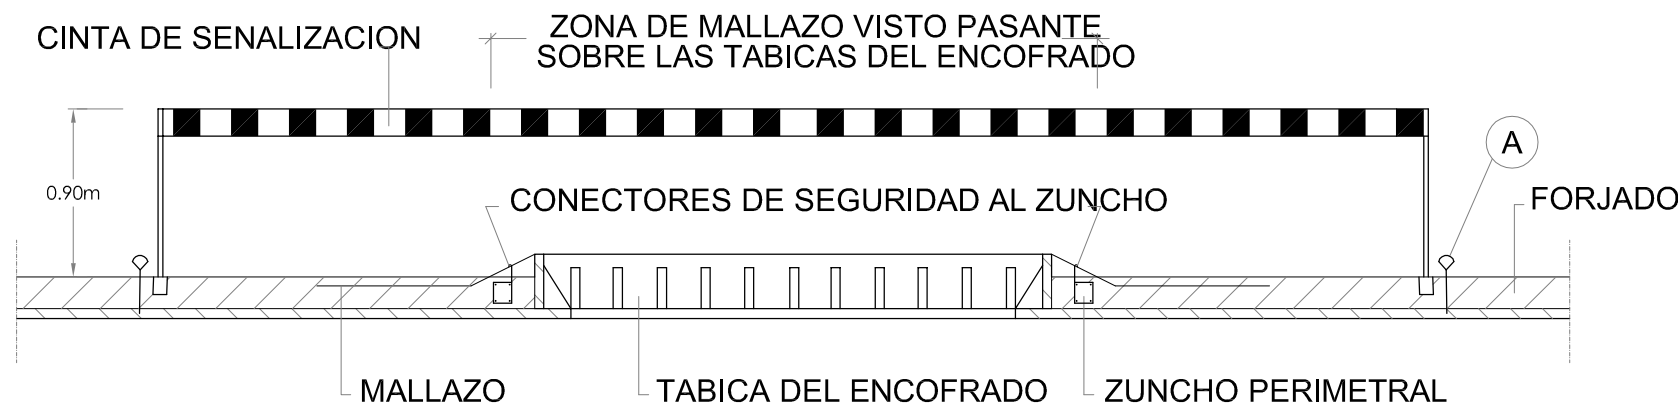 ZONA DE MALLAZO VISTO PASANTE
SOBRE LAS TABICAS DEL ENCOFRADO
CINTA DE SENALIZACION
A
0.90m
CONECTORES DE SEGURIDAD AL ZUNCHO
FORJADO
MALLAZO
TABICA DEL ENCOFRADO
ZUNCHO PERIMETRAL